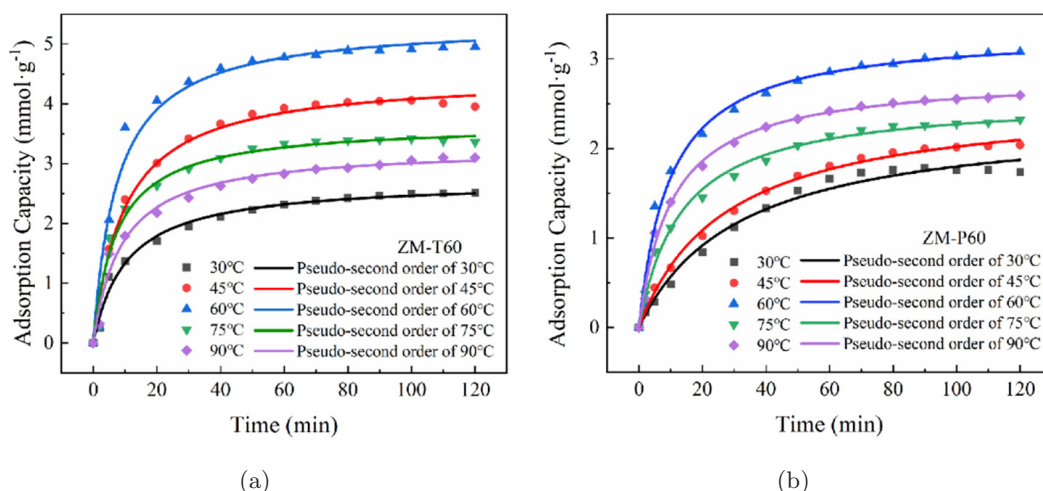 Adsorption Capacity (mmol·g⁻¹)
5
4
3
2
1
0
ZM-T60
30°C Pseudo-second order of 30°C
45°C Pseudo-second order of 45°C
60°C Pseudo-second order of 60°C
75°C Pseudo-second order of 75°C
90°C Pseudo-second order of 90°C
0 20 40 60 80 100 120
Time (min)
(a)
Adsorption Capacity (mmol·g⁻¹)
3
2
1
0
ZM-P60
30°C Pseudo-second order of 30°C
45°C Pseudo-second order of 45°C
60°C Pseudo-second order of 60°C
75°C Pseudo-second order of 75°C
90°C Pseudo-second order of 90°C
0 20 40 60 80 100 120
Time (min)
(b)